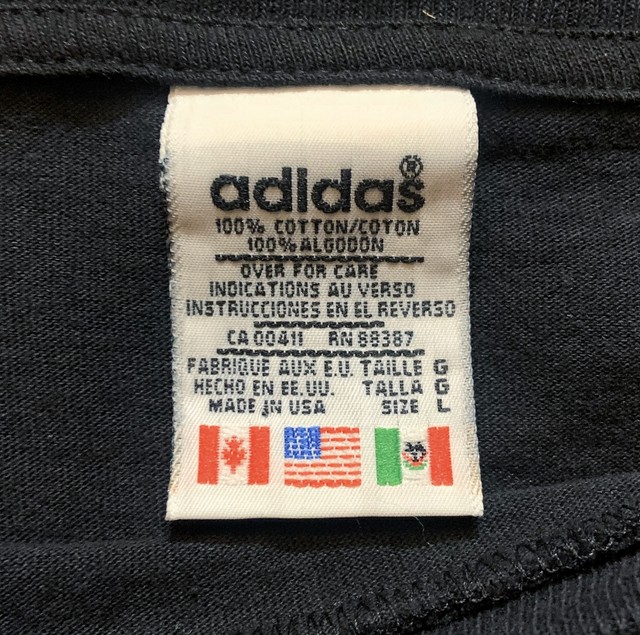 adidas®
100% COTTON/COTON
100% ALGODON
OVER FOR CARE
INDICATIONS AU VERSO
INSTRUCCIONES EN EL REVERSO
CA 00411 RN 88387
FABRIQUE AUX E.U. TAILLE G
HECHO EN EE.UU. TALLA G
MADE IN USA SIZE L